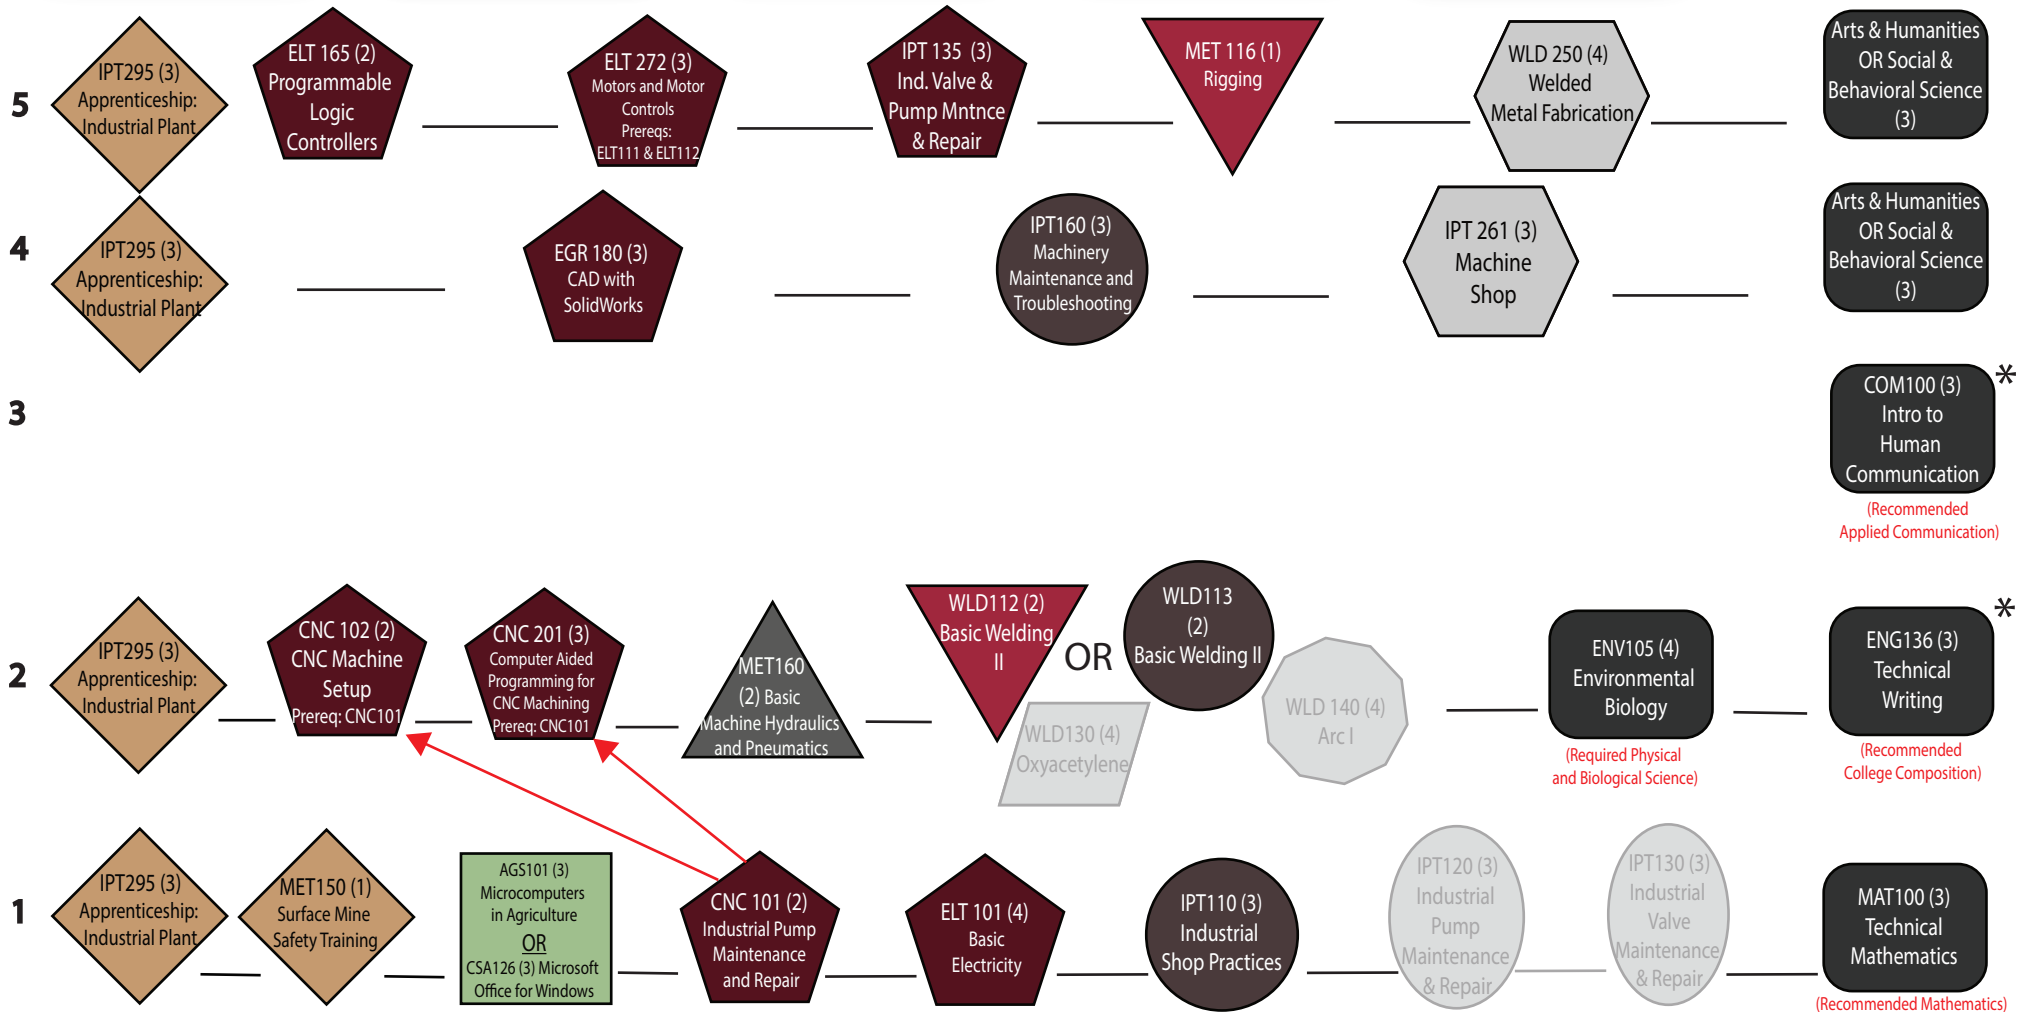 5
IPT295 (3)
Apprenticeship:
Industrial Plant
ELT 165 (2)
Programmable
Logic
Controllers
ELT 272 (3)
Motors and Motor
Controls
Prereqs:
ELT111 & ELT112
IPT 135 (3)
Ind. Valve &
Pump Mntnce
& Repair
MET 116 (1)
Rigging
WLD 250 (4)
Welded
Metal Fabrication
Arts & Humanities
OR Social &
Behavioral Science
(3)
4
IPT295 (3)
Apprenticeship:
Industrial Plant
EGR 180 (3)
CAD with
SolidWorks
IPT160 (3)
Machinery
Maintenance and
Troubleshooting
IPT 261 (3)
Machine
Shop
Arts & Humanities
OR Social &
Behavioral Science
(3)
3
COM100 (3)
Intro to
Human
Communication
*
(Recommended
Applied Communication)
2
IPT295 (3)
Apprenticeship:
Industrial Plant
CNC 102 (2)
CNC Machine
Setup
Prereq: CNC101
CNC 201 (3)
Computer Aided
Programming for
CNC Machining
Prereq: CNC101
MET160
(2) Basic
Machine Hydraulics
and Pneumatics
WLD112 (2)
Basic Welding
II
OR
WLD113
(2)
Basic Welding II
WLD130 (4)
Oxyacetylene
WLD 140 (4)
Arc I
ENV105 (4)
Environmental
Biology
(Required Physical
and Biological Science)
ENG136 (3)
Technical
Writing
*
(Recommended
College Composition)
1
IPT295 (3)
Apprenticeship:
Industrial Plant
MET150 (1)
Surface Mine
Safety Training
AGS101 (3)
Microcomputers
in Agriculture
OR
CSA126 (3) Microsoft
Office for Windows
CNC 101 (2)
Industrial Pump
Maintenance
and Repair
ELT 101 (4)
Basic
Electricity
IPT110 (3)
Industrial
Shop Practices
IPT120 (3)
Industrial
Pump
Maintenance
& Repair
IPT130 (3)
Industrial
Valve
Maintenance
& Repair
MAT100 (3)
Technical
Mathematics
(Recommended Mathematics)